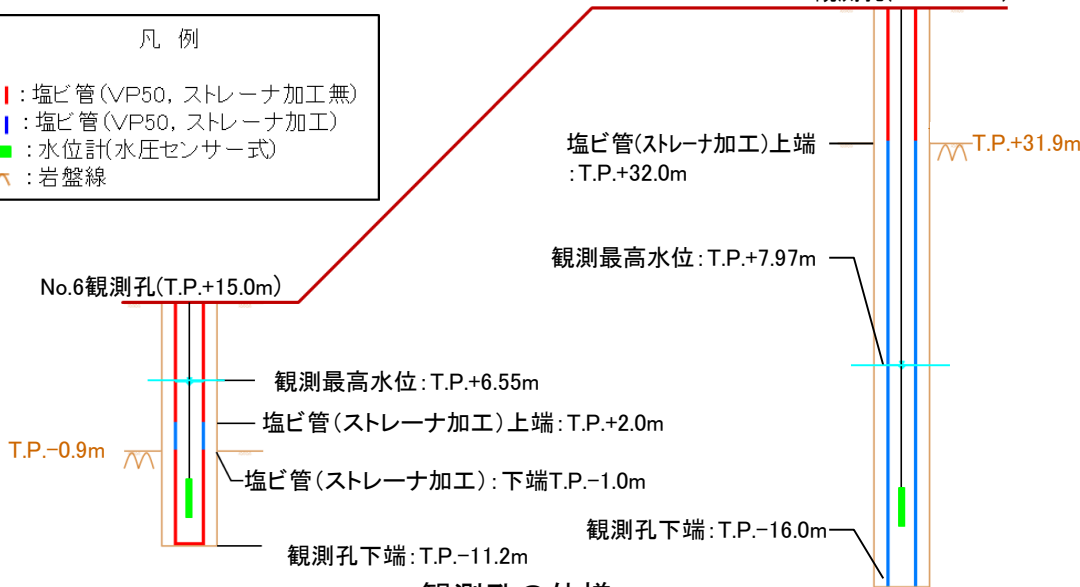 凡 例
:塩ビ管(VP50, ストレーナ加工無)
:塩ビ管(VP50, ストレーナ加工)
:水位計(水圧センサー式)
:岩盤線
塩ビ管(ストレーナ加工)上端
:T.P.+32.0m
T.P.+31.9m
観測最高水位:T.P.+7.97m
No.6観測孔(T.P.+15.0m)
観測最高水位:T.P.+6.55m
塩ビ管(ストレーナ加工)上端:T.P.+2.0m
T.P.-0.9m
塩ビ管(ストレーナ加工):下端T.P.-1.0m
観測孔下端:T.P.-16.0m
観測孔下端:T.P.-11.2m